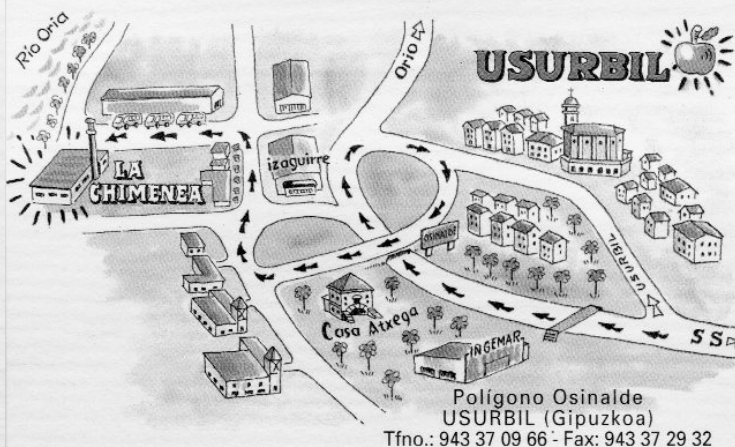 Río Oria
Orio
USURBIL
LA
CHIMENEA
izaguirre
OSINALDE
USURBIL
Casa Atxega
INGEMAR
SS
Polígono Osinalde
USURBIL (Gipuzkoa)
Tfno.: 943 37 09 66 - Fax: 943 37 29 32